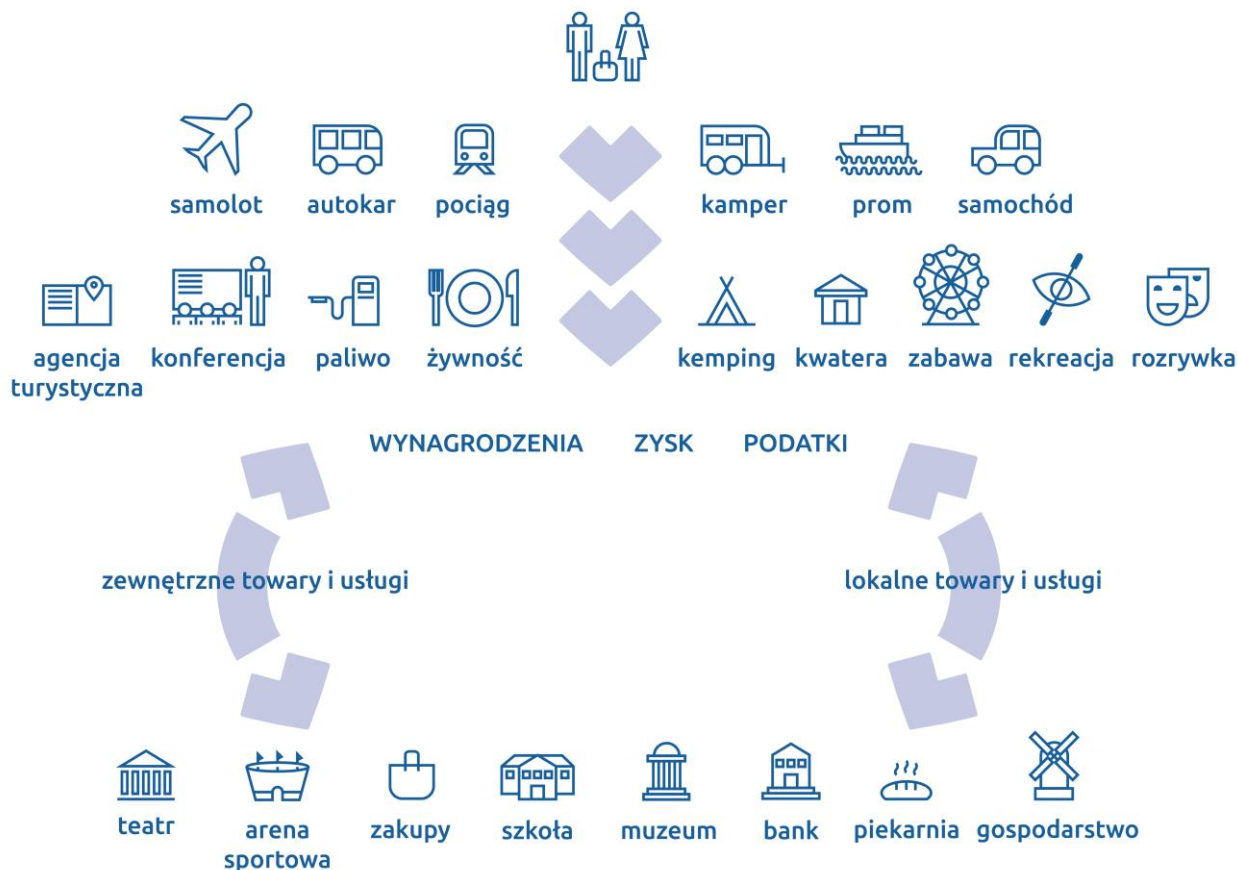 samolot autokar pociąg kamper prom samochód
agencja turystyczna konferencja paliwo żywność kemping kwatera zabawa rekreacja rozrywka
WYNAGRODZENIA ZYSK PODATKI
zewnętrzne towary i usługi lokalne towary i usługi
teatr arena sportowa zakupy szkoła muzeum bank piekarnia gospodarstwo